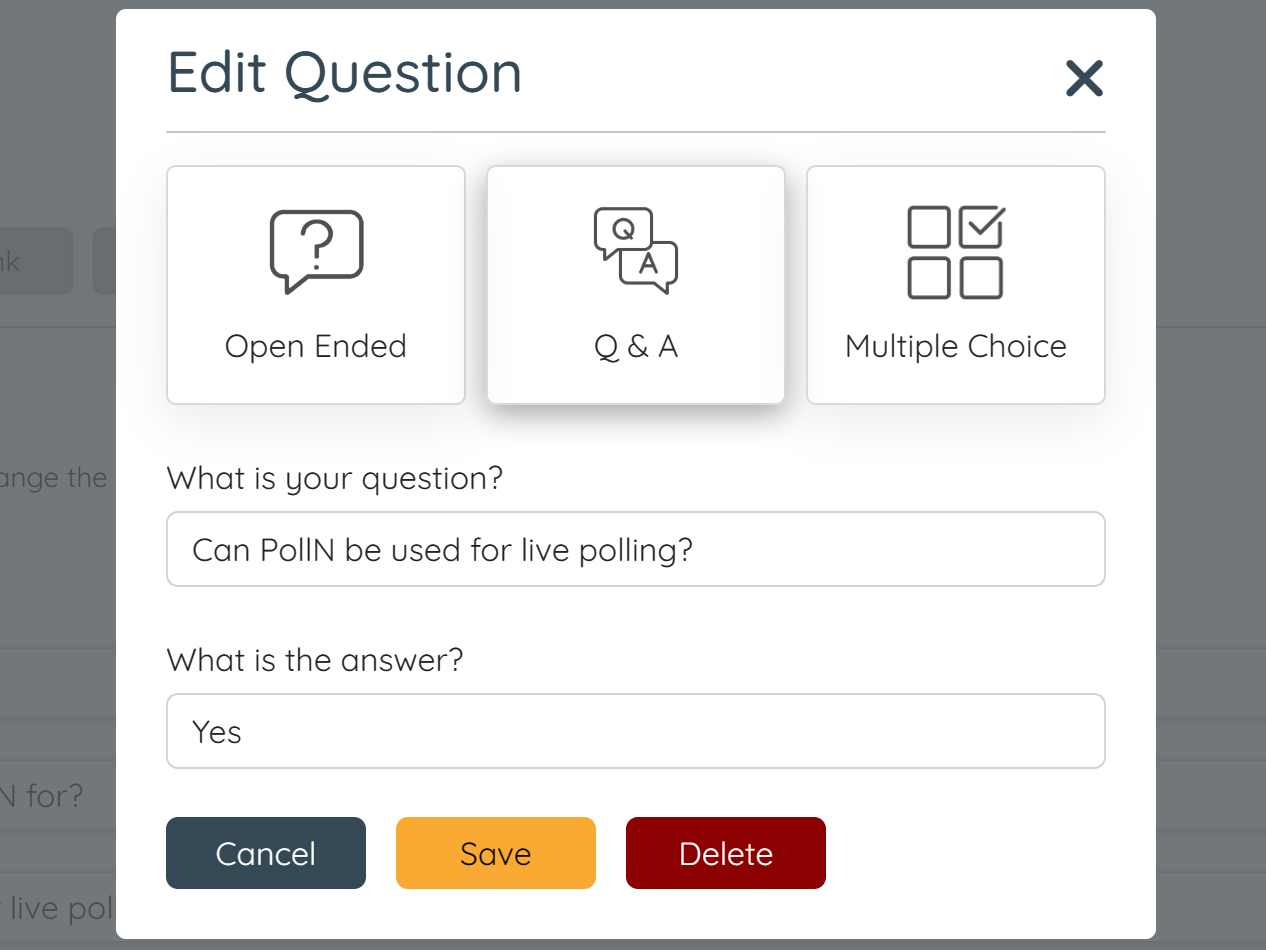 Edit Question
?
Q
A
Open Ended
Q & A
Multiple Choice
ange the
What is your question?
Can PollN be used for live polling?
What is the answer?
Yes
N for?
Cancel
Save
Delete
live pol